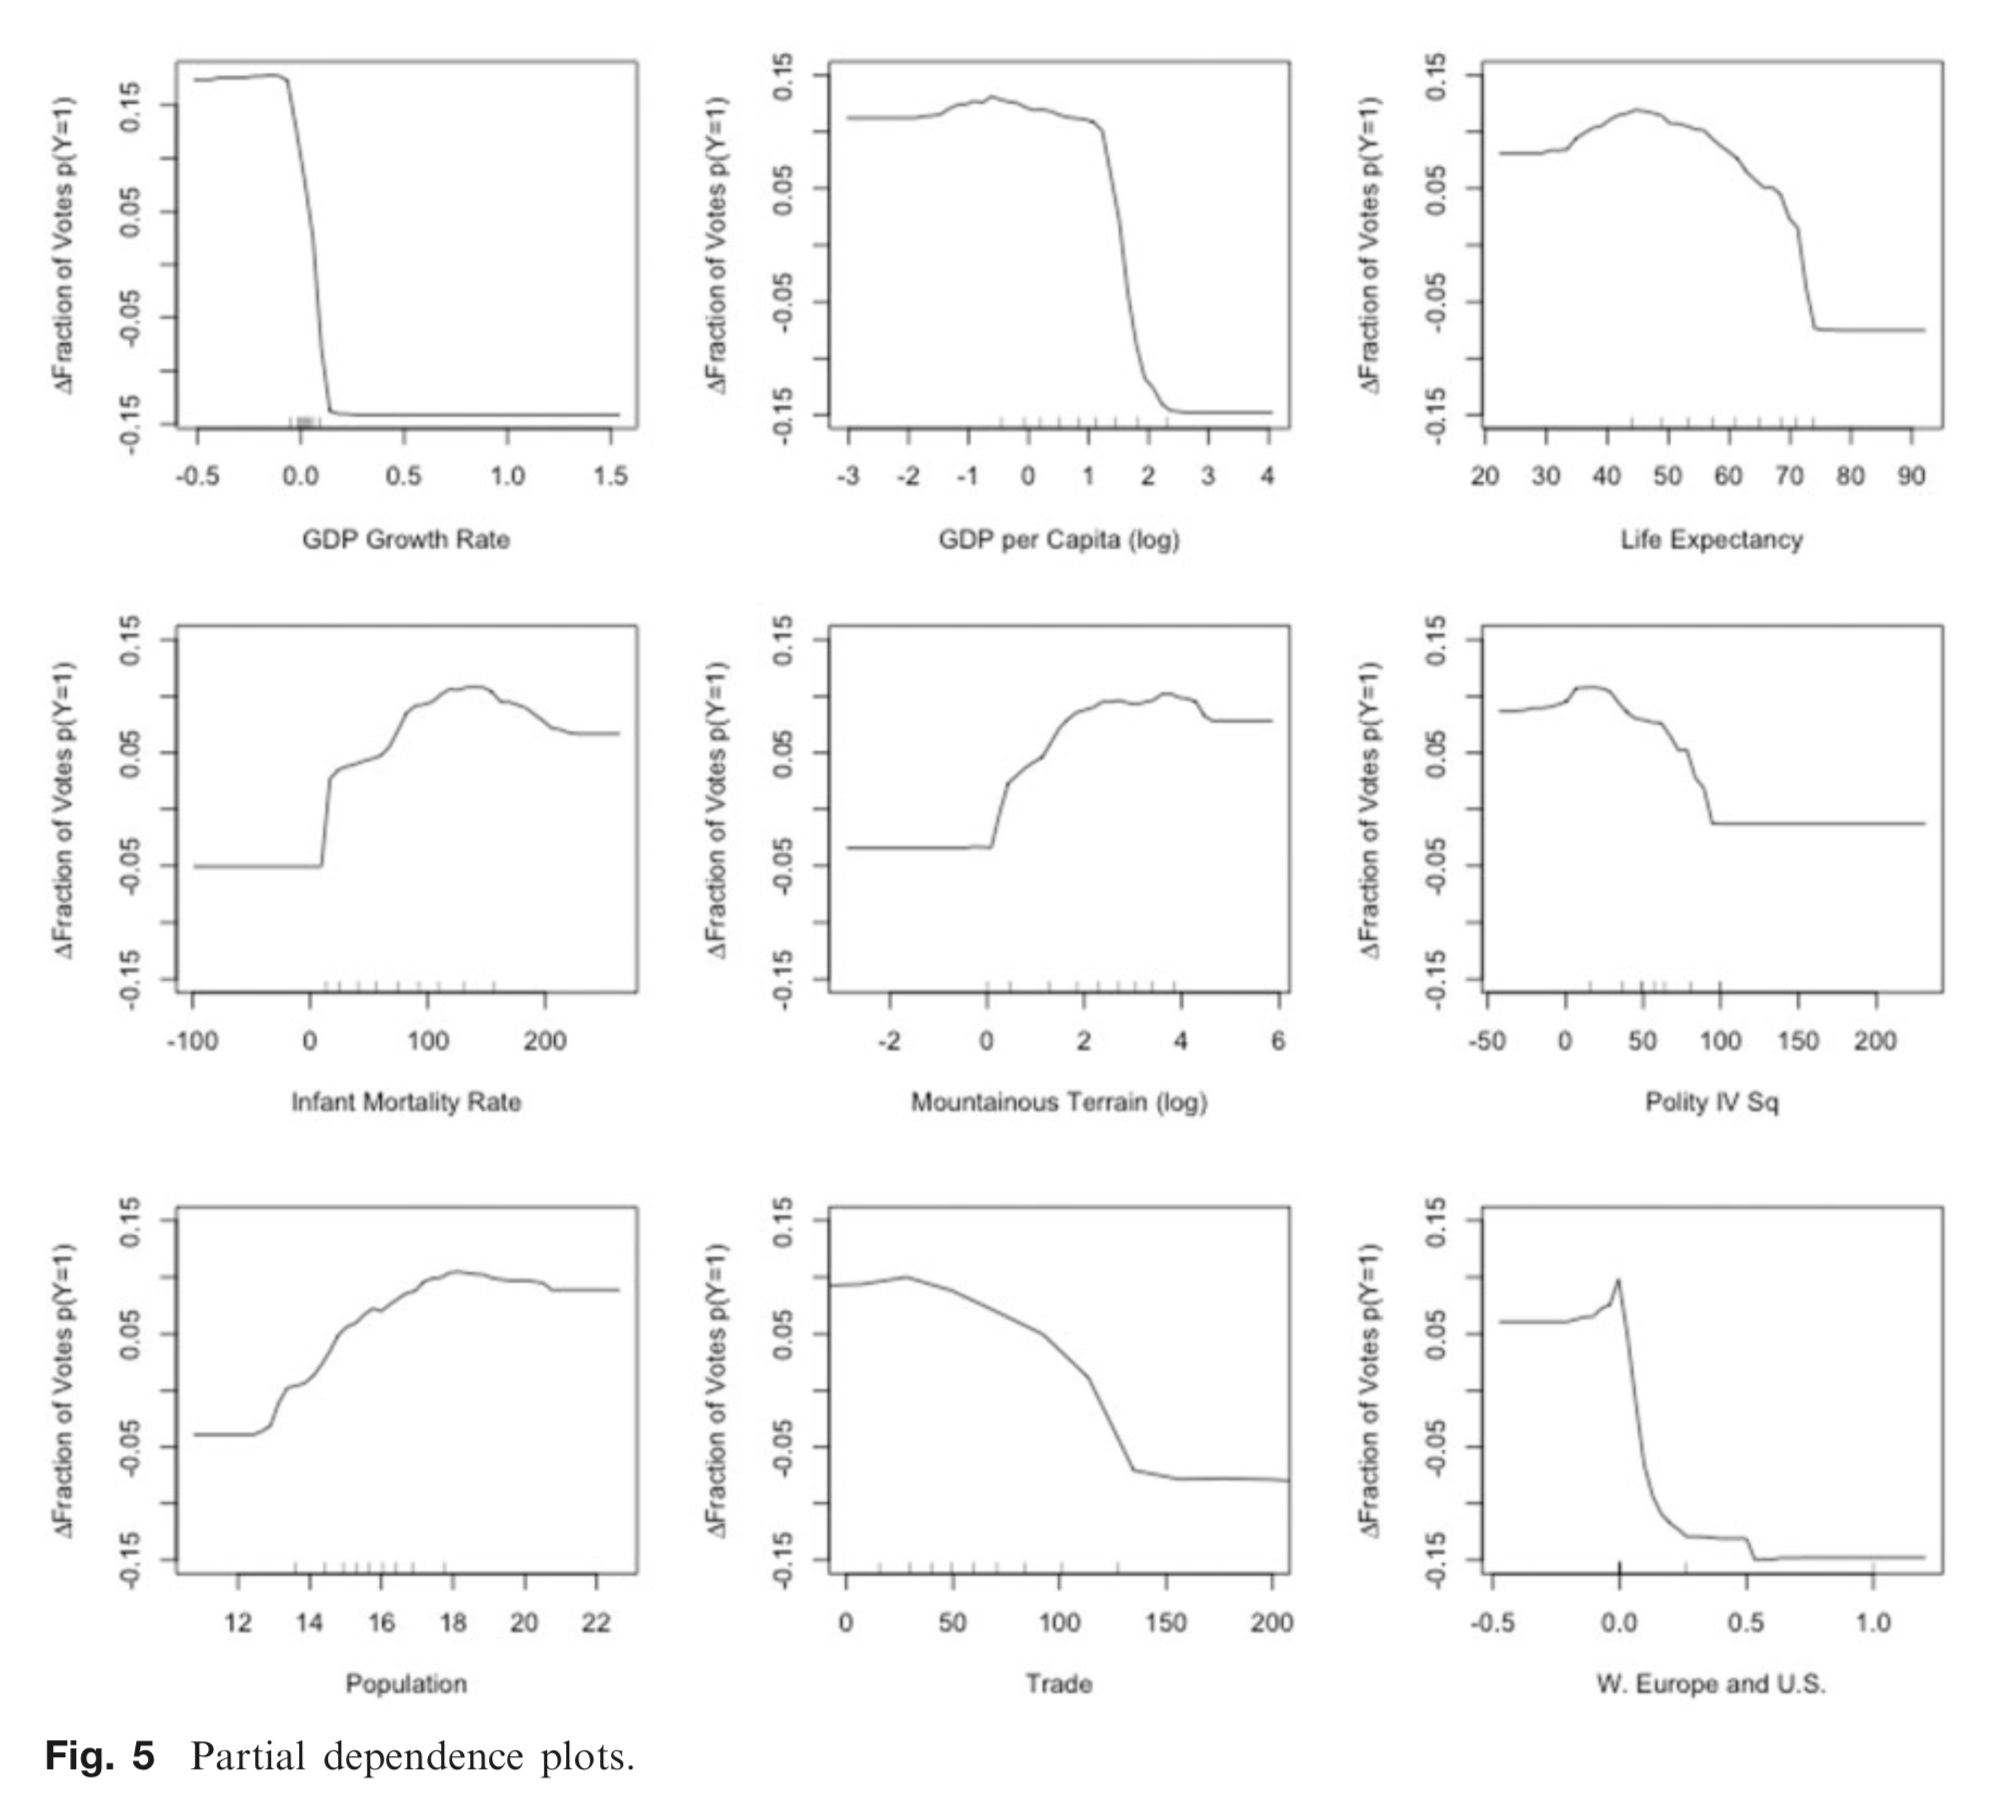 ΔFraction of Votes p(Y=1)
0.15
0.05
-0.05
-0.15
-0.5 0.0 0.5 1.0 1.5
GDP Growth Rate
ΔFraction of Votes p(Y=1)
0.15
0.05
-0.05
-0.15
-3 -2 -1 0 1 2 3 4
GDP per Capita (log)
ΔFraction of Votes p(Y=1)
0.15
0.05
-0.05
-0.15
20 30 40 50 60 70 80 90
Life Expectancy
ΔFraction of Votes p(Y=1)
0.15
0.05
-0.05
-0.15
-100 0 100 200
Infant Mortality Rate
ΔFraction of Votes p(Y=1)
0.15
0.05
-0.05
-0.15
-2 0 2 4 6
Mountainous Terrain (log)
ΔFraction of Votes p(Y=1)
0.15
0.05
-0.05
-0.15
-50 0 50 100 150 200
Polity IV Sq
ΔFraction of Votes p(Y=1)
0.15
0.05
-0.05
-0.15
12 14 16 18 20 22
Population
ΔFraction of Votes p(Y=1)
0.15
0.05
-0.05
-0.15
0 50 100 150 200
Trade
ΔFraction of Votes p(Y=1)
0.15
0.05
-0.05
-0.15
-0.5 0.0 0.5 1.0
W. Europe and U.S.
Fig. 5 Partial dependence plots.